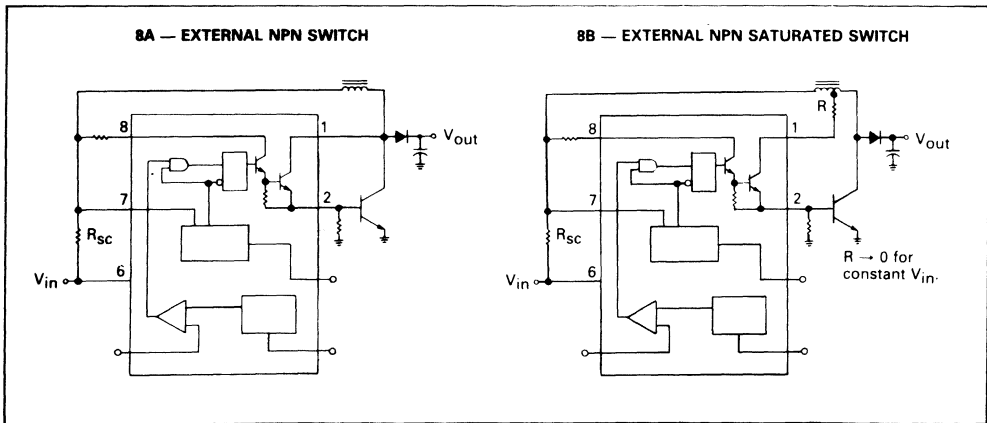 8A — EXTERNAL NPN SWITCH
8
1
Vout
7
2
Rsc
Vin
6
8B — EXTERNAL NPN SATURATED SWITCH
R
8
1
Vout
7
2
Rsc
Vin
6
R → 0 for
constant Vin.